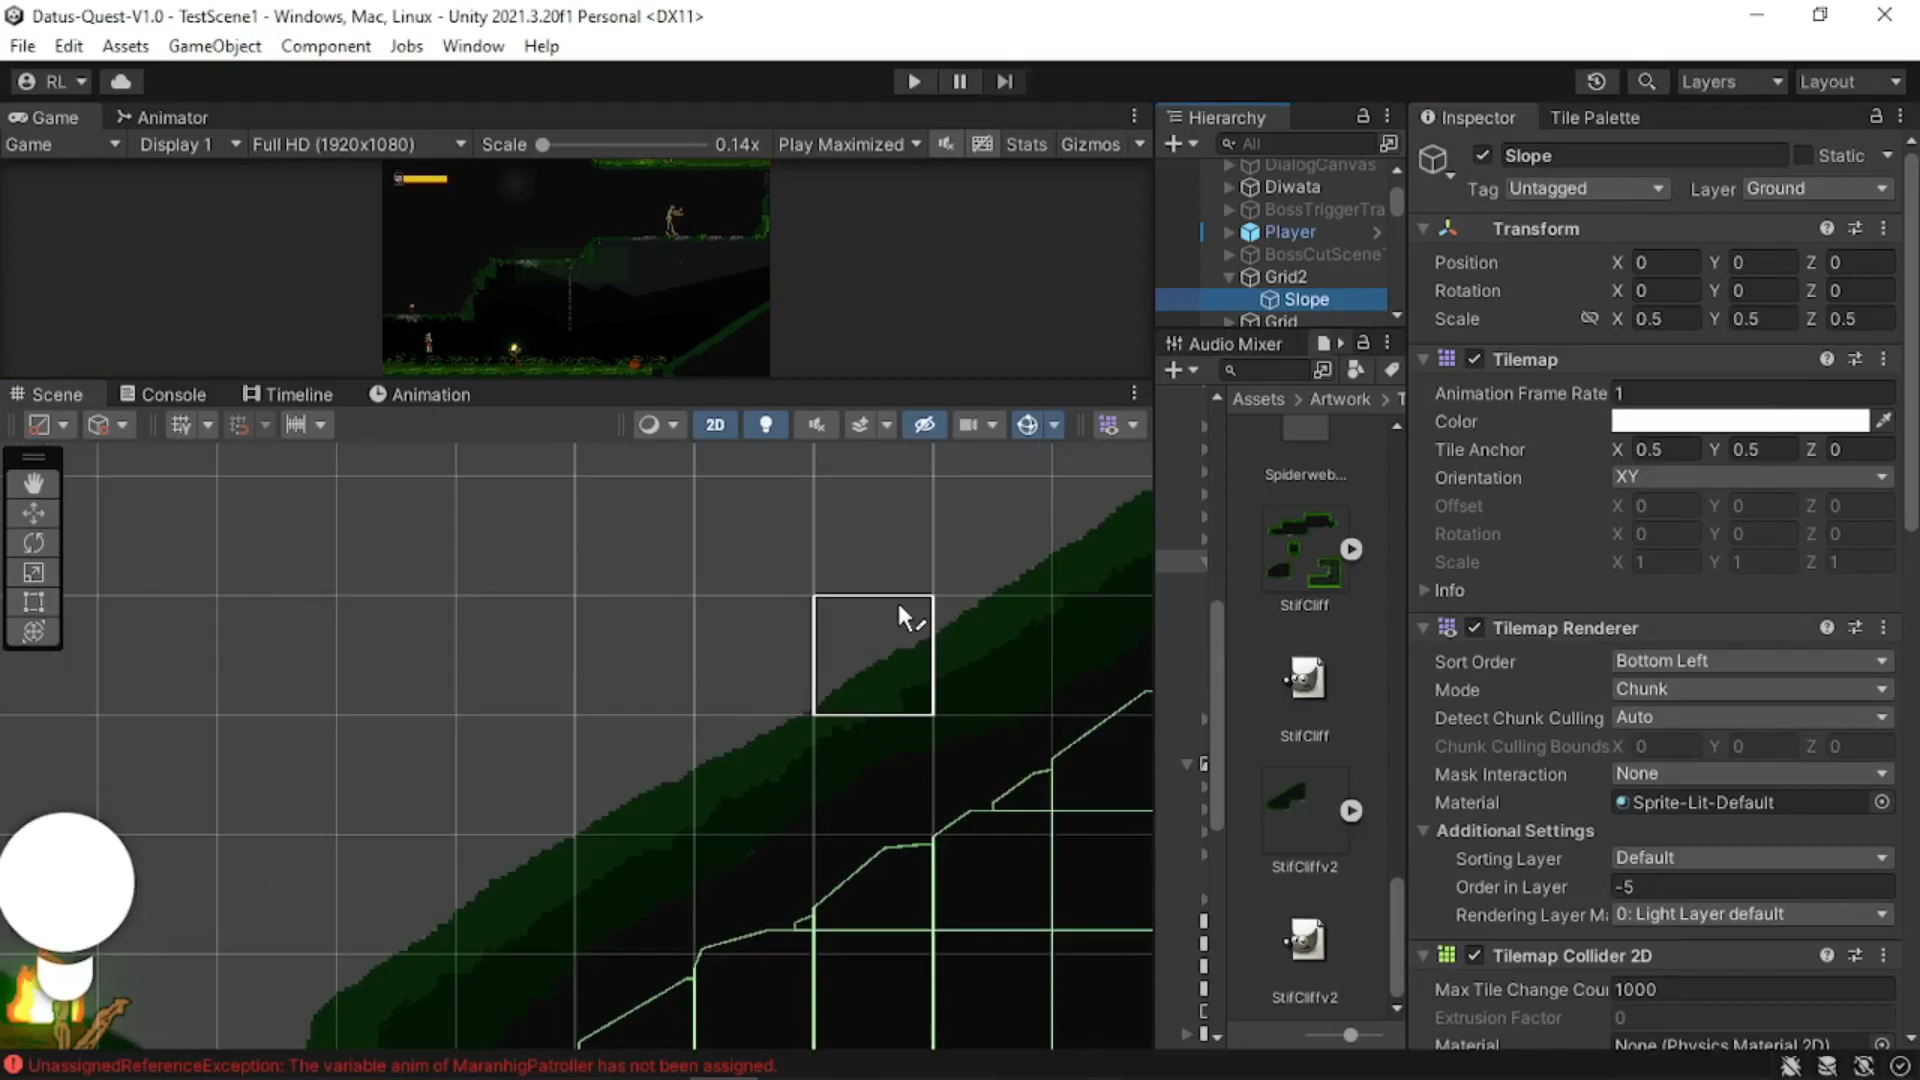 Datus-Quest-V1.0 - TestScene1 - Windows, Mac, Linux - Unity 2021.3.20f1 Personal <DX11>
File Edit Assets GameObject Component Jobs Window Help
RL Layers Layout
Game Animator
Game Display 1 Full HD (1920x1080) Scale 0.14x Play Maximized Stats Gizmos
Scene Console Timeline Animation
2D
Hierarchy
All
DialogCanvas
Diwata
BossTriggerTra
Player
BossCutScene
Grid2
Slope
Grid
Audio Mixer
Assets > Artwork > T
Spiderweb...
StifCliff
StifCliff
StifCliffv2
StifCliffv2
Inspector Tile Palette
Slope Static
Tag Untagged Layer Ground
Transform
Position X 0 Y 0 Z 0
Rotation X 0 Y 0 Z 0
Scale X 0.5 Y 0.5 Z 0.5
Tilemap
Animation Frame Rate 1
Color
Tile Anchor X 0.5 Y 0.5 Z 0
Orientation XY
Offset X 0 Y 0 Z 0
Rotation X 0 Y 0 Z 0
Scale X 1 Y 1 Z 1
Info
Tilemap Renderer
Sort Order Bottom Left
Mode Chunk
Detect Chunk Culling Auto
Chunk Culling Bounds X 0 Y 0 Z 0
Mask Interaction None
Material Sprite-Lit-Default
Additional Settings
Sorting Layer Default
Order in Layer -5
Rendering Layer M 0: Light Layer default
Tilemap Collider 2D
Max Tile Change Cou 1000
Extrusion Factor 0
Material None (Physics Material 2D)
UnassignedReferenceException: The variable anim of MaranhigPatroller has not been assigned.